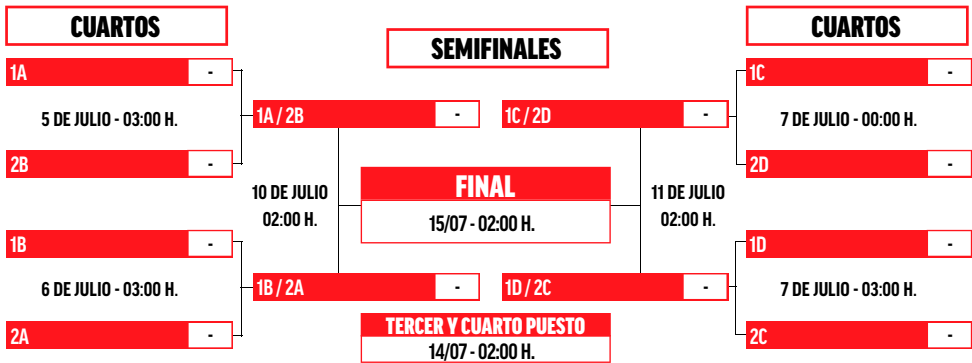 CUARTOS
1A -
5 DE JULIO - 03:00 H.
2B -
1B -
6 DE JULIO - 03:00 H.
2A -
SEMIFINALES
1A / 2B -
10 DE JULIO
02:00 H.
1B / 2A -
FINAL
15/07 - 02:00 H.
TERCER Y CUARTO PUESTO
14/07 - 02:00 H.
1C / 2D -
11 DE JULIO
02:00 H.
1D / 2C -
CUARTOS
1C -
7 DE JULIO - 00:00 H.
2D -
1D -
7 DE JULIO - 03:00 H.
2C -